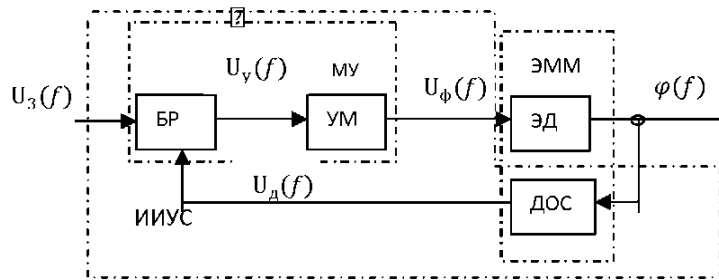 ?
U_З(f)
U_у(f)
МУ
U_ф(f)
ЭММ
φ(f)
БР
УМ
ЭД
U_д(f)
ИИУС
ДОС